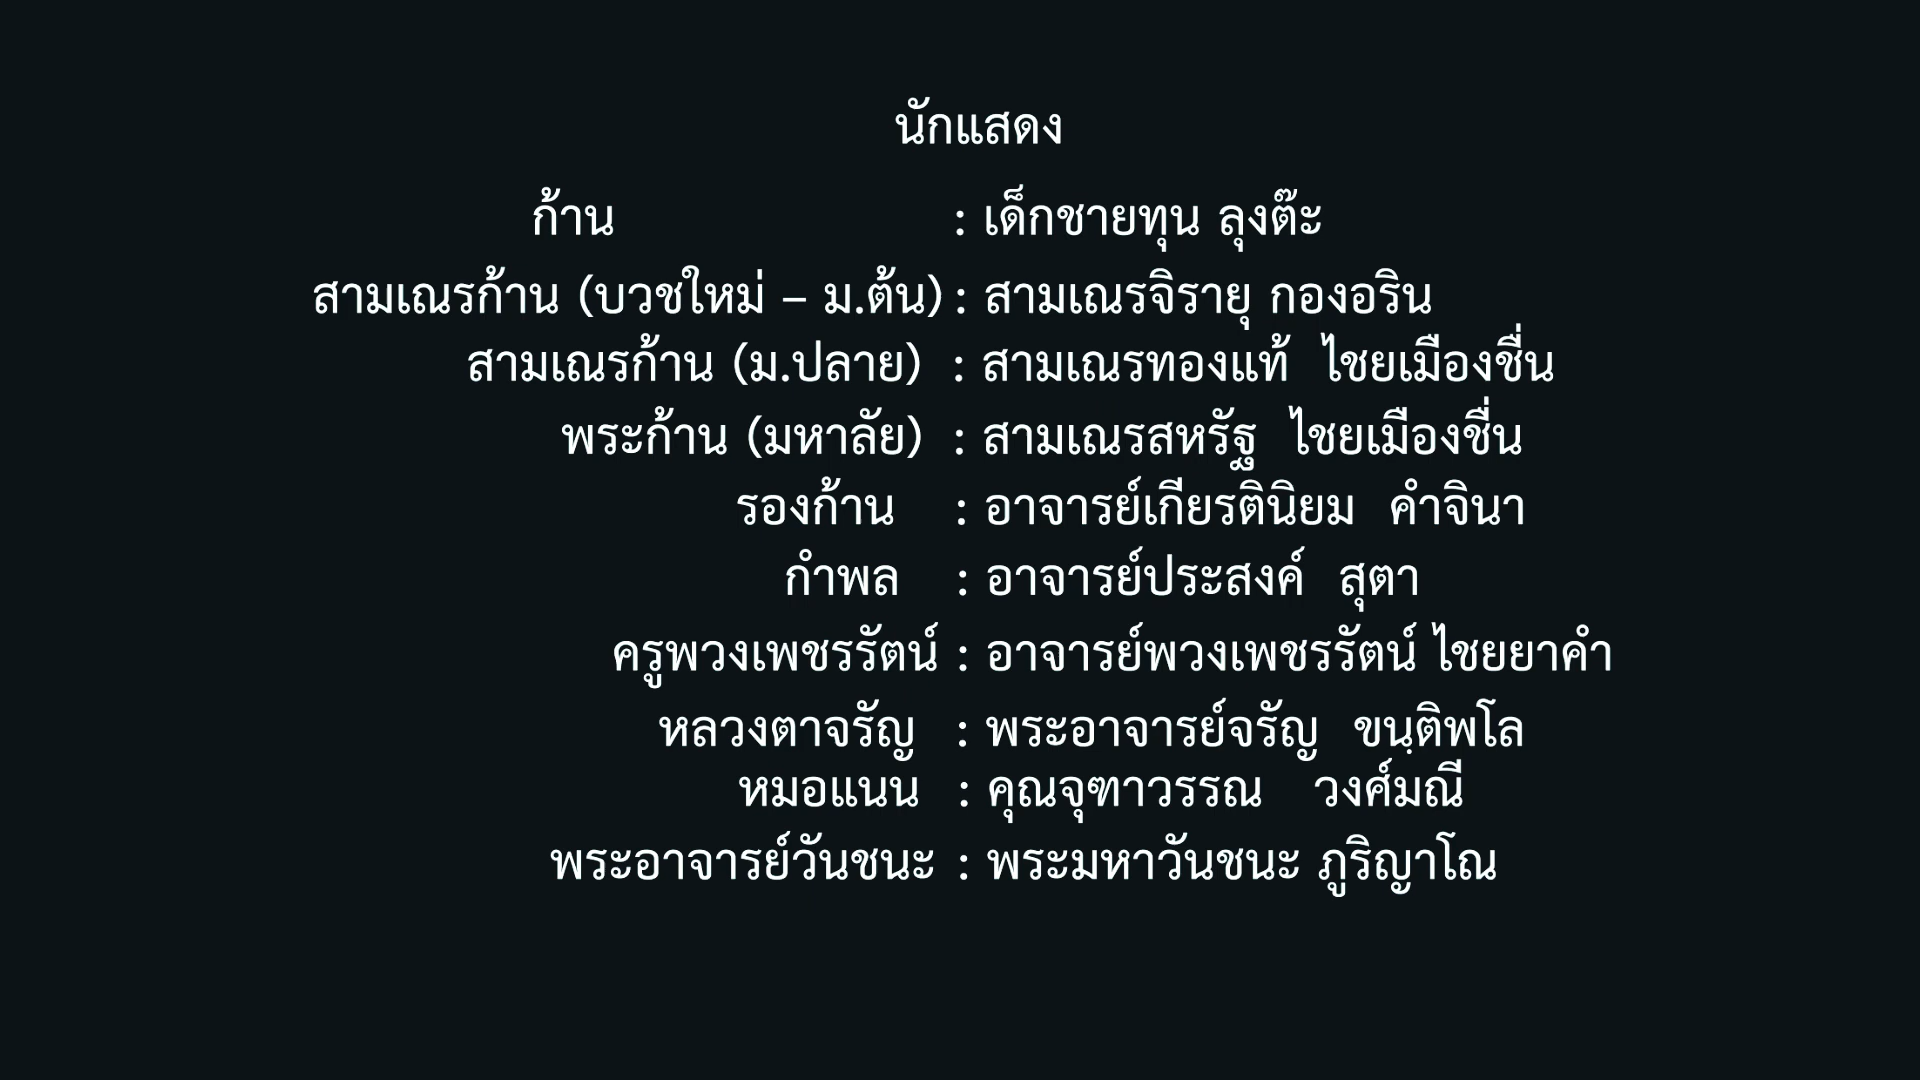 นักแสดง
ก้าน : เด็กชายทุน ลุงต๊ะ
สามเณรก้าน (บวชใหม่ – ม.ต้น) : สามเณรจิรายุ กองอริน
สามเณรก้าน (ม.ปลาย) : สามเณรทองแท้ ไชยเมืองชื่น
พระก้าน (มหาลัย) : สามเณรสหรัฐ ไชยเมืองชื่น
รองก้าน : อาจารย์เกียรตินิยม คำจินา
กำพล : อาจารย์ประสงค์ สุตา
ครูพวงเพชรรัตน์ : อาจารย์พวงเพชรรัตน์ ไชยยาคำ
หลวงตาจรัญ : พระอาจารย์จรัญ ขนฺติพโล
หมอแนน : คุณจุฑาวรรณ วงศ์มณี
พระอาจารย์วันชนะ : พระมหาวันชนะ ภูริญาโณ